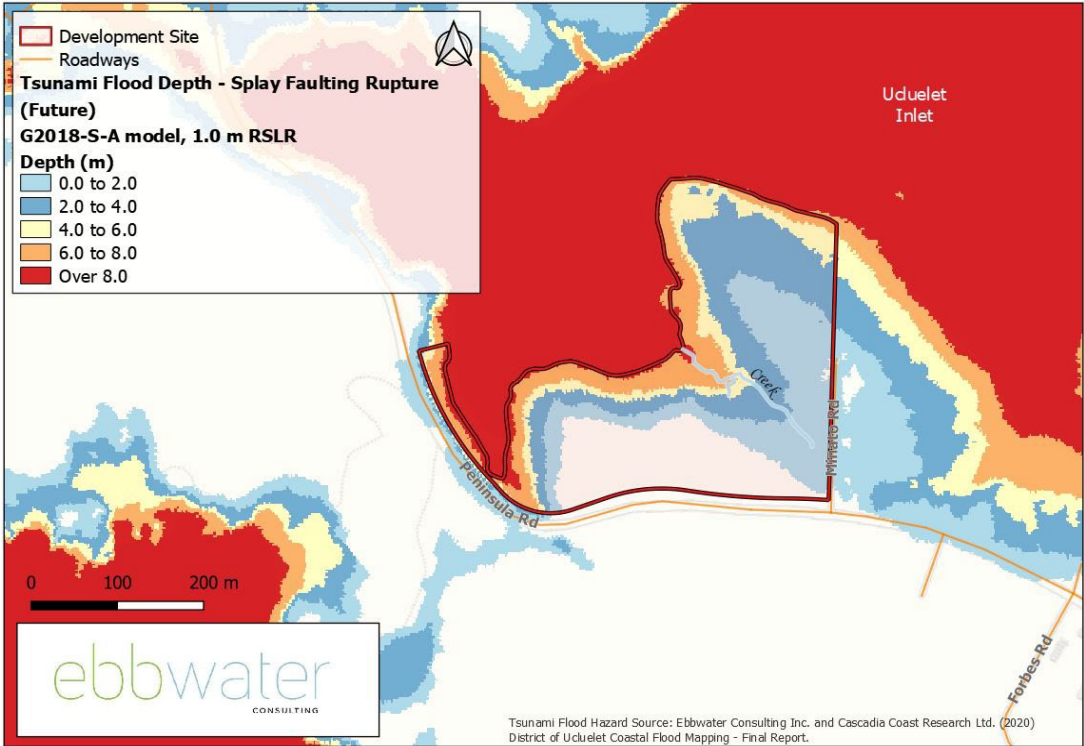 Development Site
Roadways
Tsunami Flood Depth - Splay Faulting Rupture
(Future)
G2018-S-A model, 1.0 m RSLR
Depth (m)
0.0 to 2.0
2.0 to 4.0
4.0 to 6.0
6.0 to 8.0
Over 8.0
Ucluelet
Inlet
Creek
Minato Rd
Peninsula Rd
Forbes Rd
0 100 200 m
ebbwater
CONSULTING
Tsunami Flood Hazard Source: Ebbwater Consulting Inc. and Cascadia Coast Research Ltd. (2020)
District of Ucluelet Coastal Flood Mapping - Final Report.